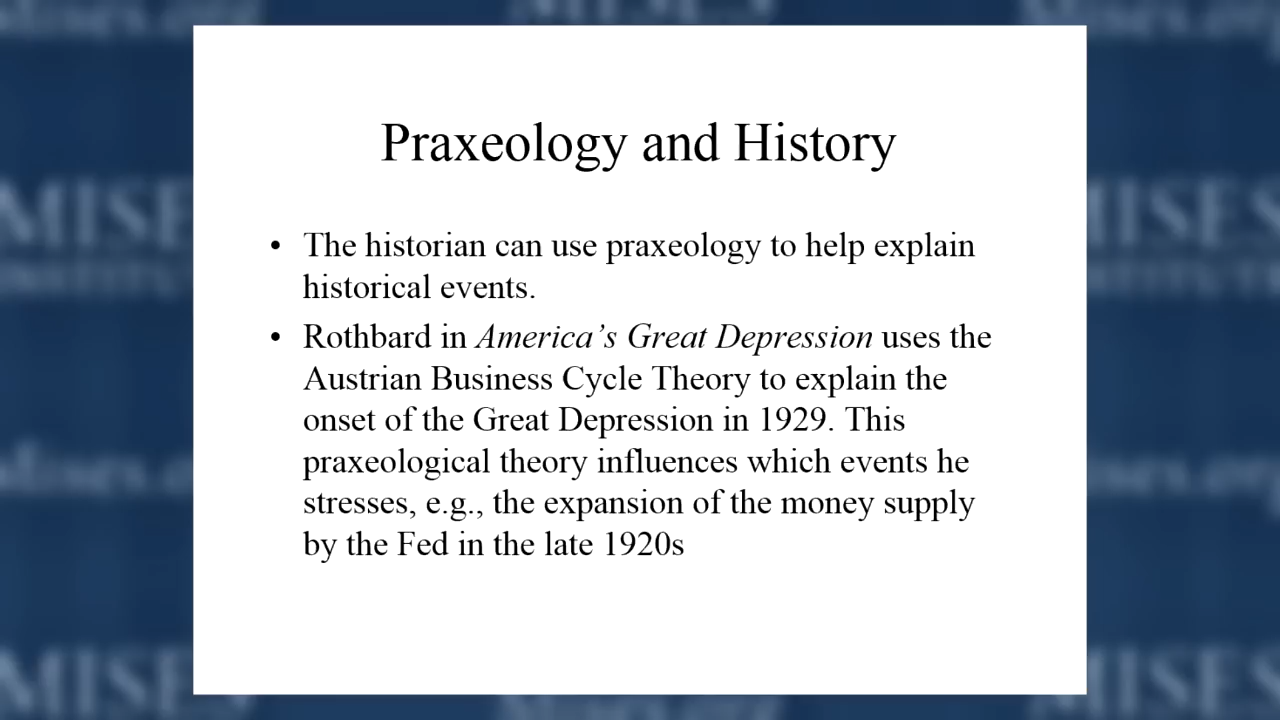 Praxeology and History
• The historian can use praxeology to help explain
historical events.
• Rothbard in America’s Great Depression uses the
Austrian Business Cycle Theory to explain the
onset of the Great Depression in 1929. This
praxeological theory influences which events he
stresses, e.g., the expansion of the money supply
by the Fed in the late 1920s